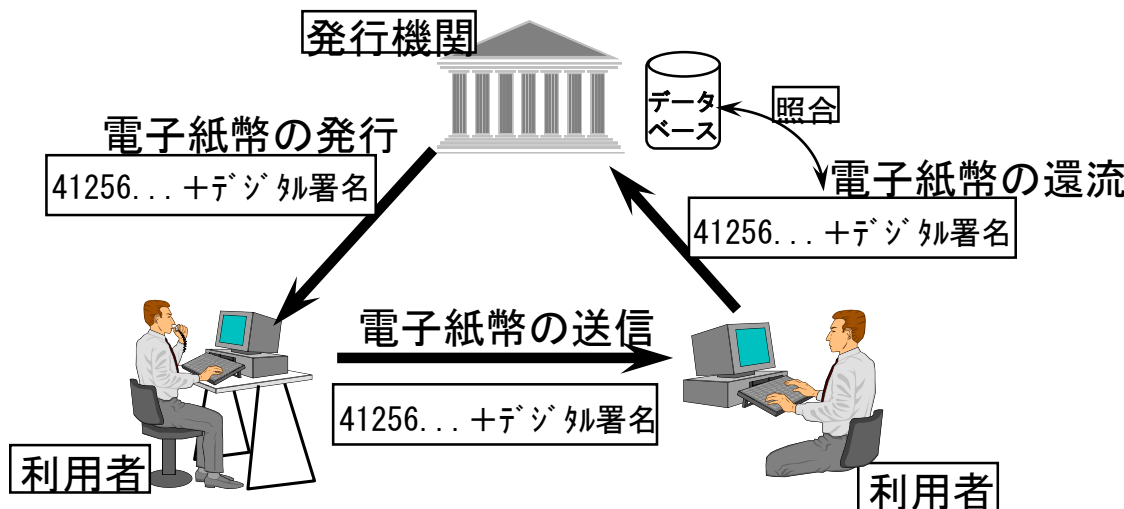 発行機関
データ
ベース
照合
電子紙幣の発行
41256...+ﾃﾞｼﾞﾀﾙ署名
電子紙幣の還流
41256...+ﾃﾞｼﾞﾀﾙ署名
電子紙幣の送信
41256...+ﾃﾞｼﾞﾀﾙ署名
利用者
利用者